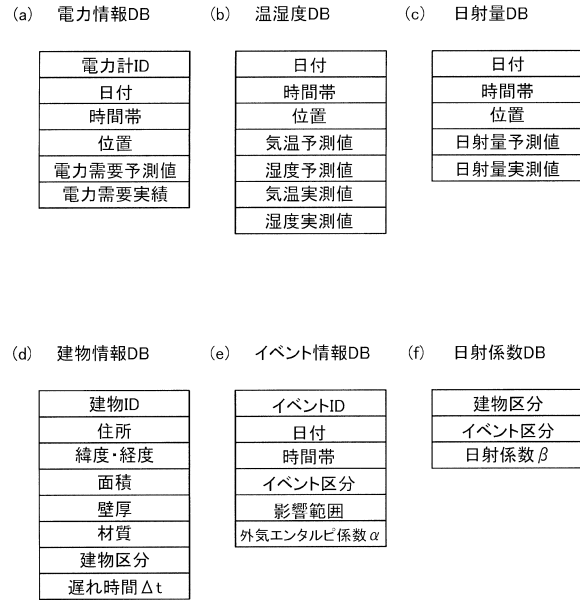 (a) 電力情報DB
電力計ID
日付
時間帯
位置
電力需要予測値
電力需要実績
(b) 温湿度DB
日付
時間帯
位置
気温予測値
湿度予測値
気温実測値
湿度実測値
(c) 日射量DB
日付
時間帯
位置
日射量予測値
日射量実測値
(d) 建物情報DB
建物ID
住所
緯度・経度
面積
壁厚
材質
建物区分
遅れ時間Δt
(e) イベント情報DB
イベントID
日付
時間帯
イベント区分
影響範囲
外気エンタルピ係数α
(f) 日射係数DB
建物区分
イベント区分
日射係数β